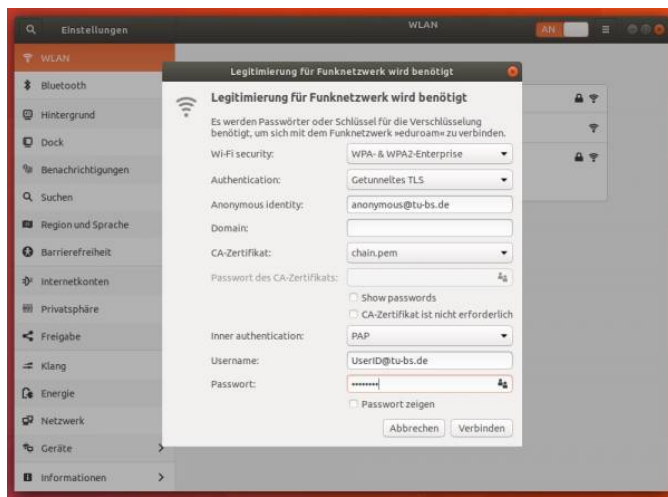 Einstellungen
WLAN
AN
WLAN
Bluetooth
Hintergrund
Dock
Benachrichtigungen
Suchen
Region und Sprache
Barrierefreiheit
Internetkonten
Privatsphäre
Freigabe
Klang
Energie
Netzwerk
Geräte
Informationen
Legitimierung für Funknetzwerk wird benötigt
Legitimierung für Funknetzwerk wird benötigt
Es werden Passwörter oder Schlüssel für die Verschlüsselung
benötigt, um sich mit dem Funknetzwerk »eduroam« zu verbinden.
Wi-Fi security: WPA- & WPA2-Enterprise
Authentication: Getunneltes TLS
Anonymous identity: anonymous@tu-bs.de
Domain:
CA-Zertifikat: chain.pem
Passwort des CA-Zertifikats:
Show passwords
CA-Zertifikat ist nicht erforderlich
Inner authentication: PAP
Username: UserID@tu-bs.de
Passwort: ••••••••
Passwort zeigen
Abbrechen Verbinden